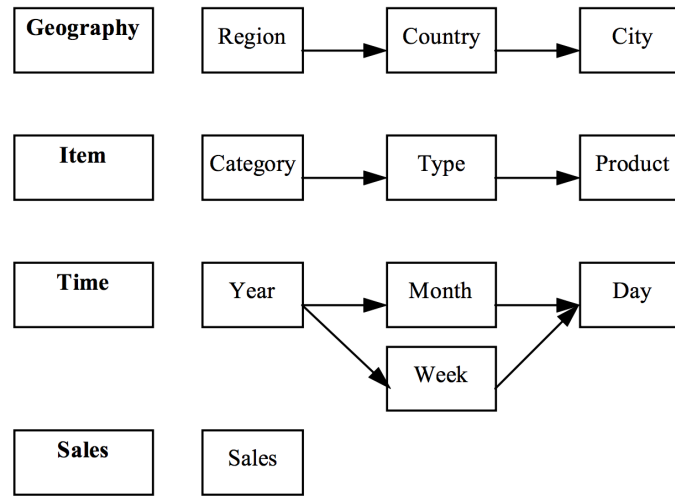 Geography
Region
Country
City
Item
Category
Type
Product
Time
Year
Month
Day
Week
Sales
Sales